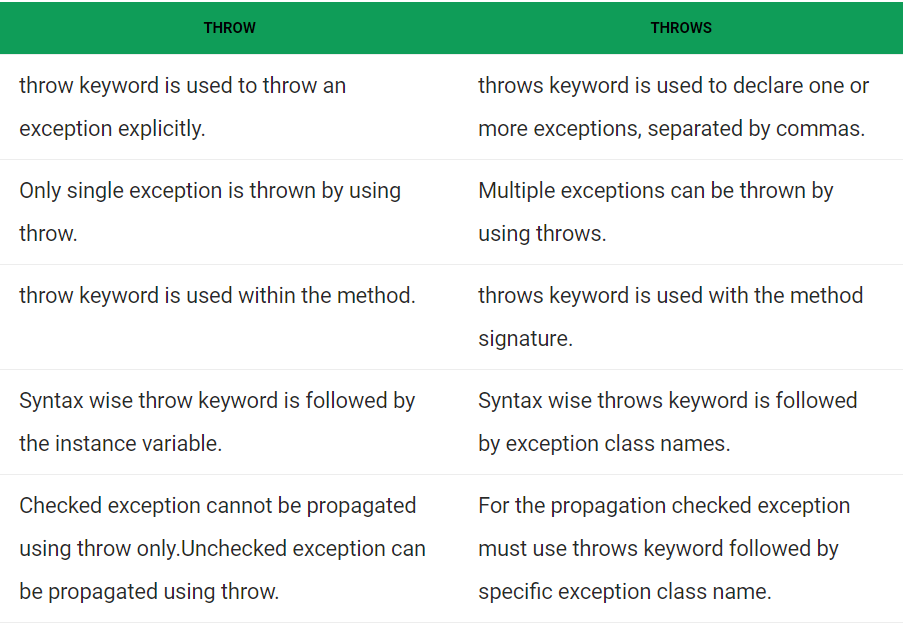 THROW
THROWS
throw keyword is used to throw an
exception explicitly.
throws keyword is used to declare one or
more exceptions, separated by commas.
Only single exception is thrown by using
throw.
Multiple exceptions can be thrown by
using throws.
throw keyword is used within the method.
throws keyword is used with the method
signature.
Syntax wise throw keyword is followed by
the instance variable.
Syntax wise throws keyword is followed
by exception class names.
Checked exception cannot be propagated
using throw only.Unchecked exception can
be propagated using throw.
For the propagation checked exception
must use throws keyword followed by
specific exception class name.